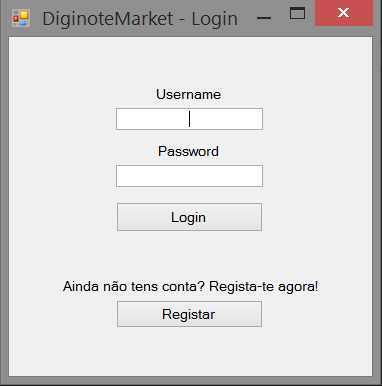 DiginoteMarket - Login
Username
Password
Login
Ainda não tens conta? Regista-te agora!
Registar